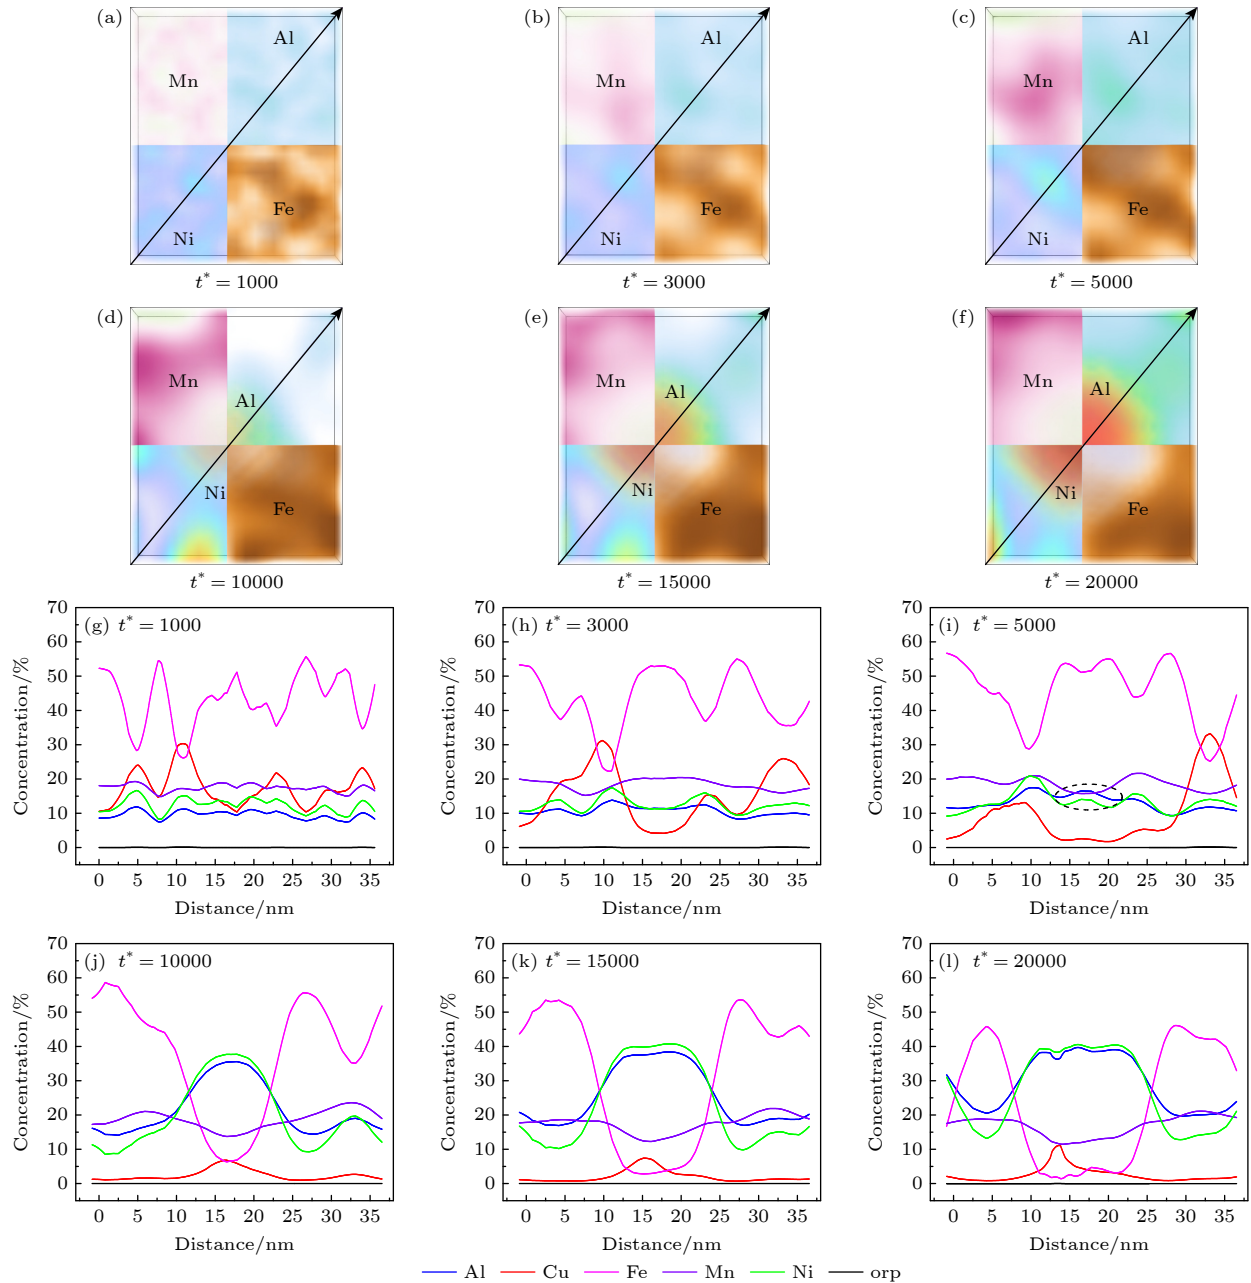 (a) (b) (c)
Al Al Al
Mn Mn Mn
Fe Fe Fe
Ni Ni Ni
t* = 1000 t* = 3000 t* = 5000
(d) (e) (f)
Mn Mn Mn
Al Al Al
Ni Ni Ni
Fe Fe Fe
t* = 10000 t* = 15000 t* = 20000
(g) t* = 1000
Concentration/%
70
60
50
40
30
20
10
0
0 5 10 15 20 25 30 35
Distance/nm
(h) t* = 3000
Concentration/%
70
60
50
40
30
20
10
0
0 5 10 15 20 25 30 35
Distance/nm
(i) t* = 5000
Concentration/%
70
60
50
40
30
20
10
0
0 5 10 15 20 25 30 35
Distance/nm
(j) t* = 10000
Concentration/%
70
60
50
40
30
20
10
0
0 5 10 15 20 25 30 35
Distance/nm
(k) t* = 15000
Concentration/%
70
60
50
40
30
20
10
0
0 5 10 15 20 25 30 35
Distance/nm
(l) t* = 20000
Concentration/%
70
60
50
40
30
20
10
0
0 5 10 15 20 25 30 35
Distance/nm
Al Cu Fe Mn Ni orp